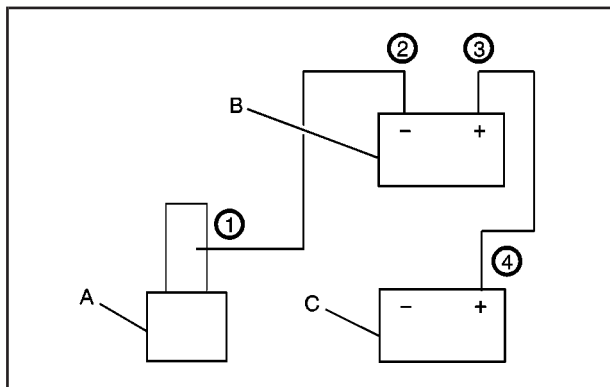 ② ③
B
− +
①
④
A
C
− +